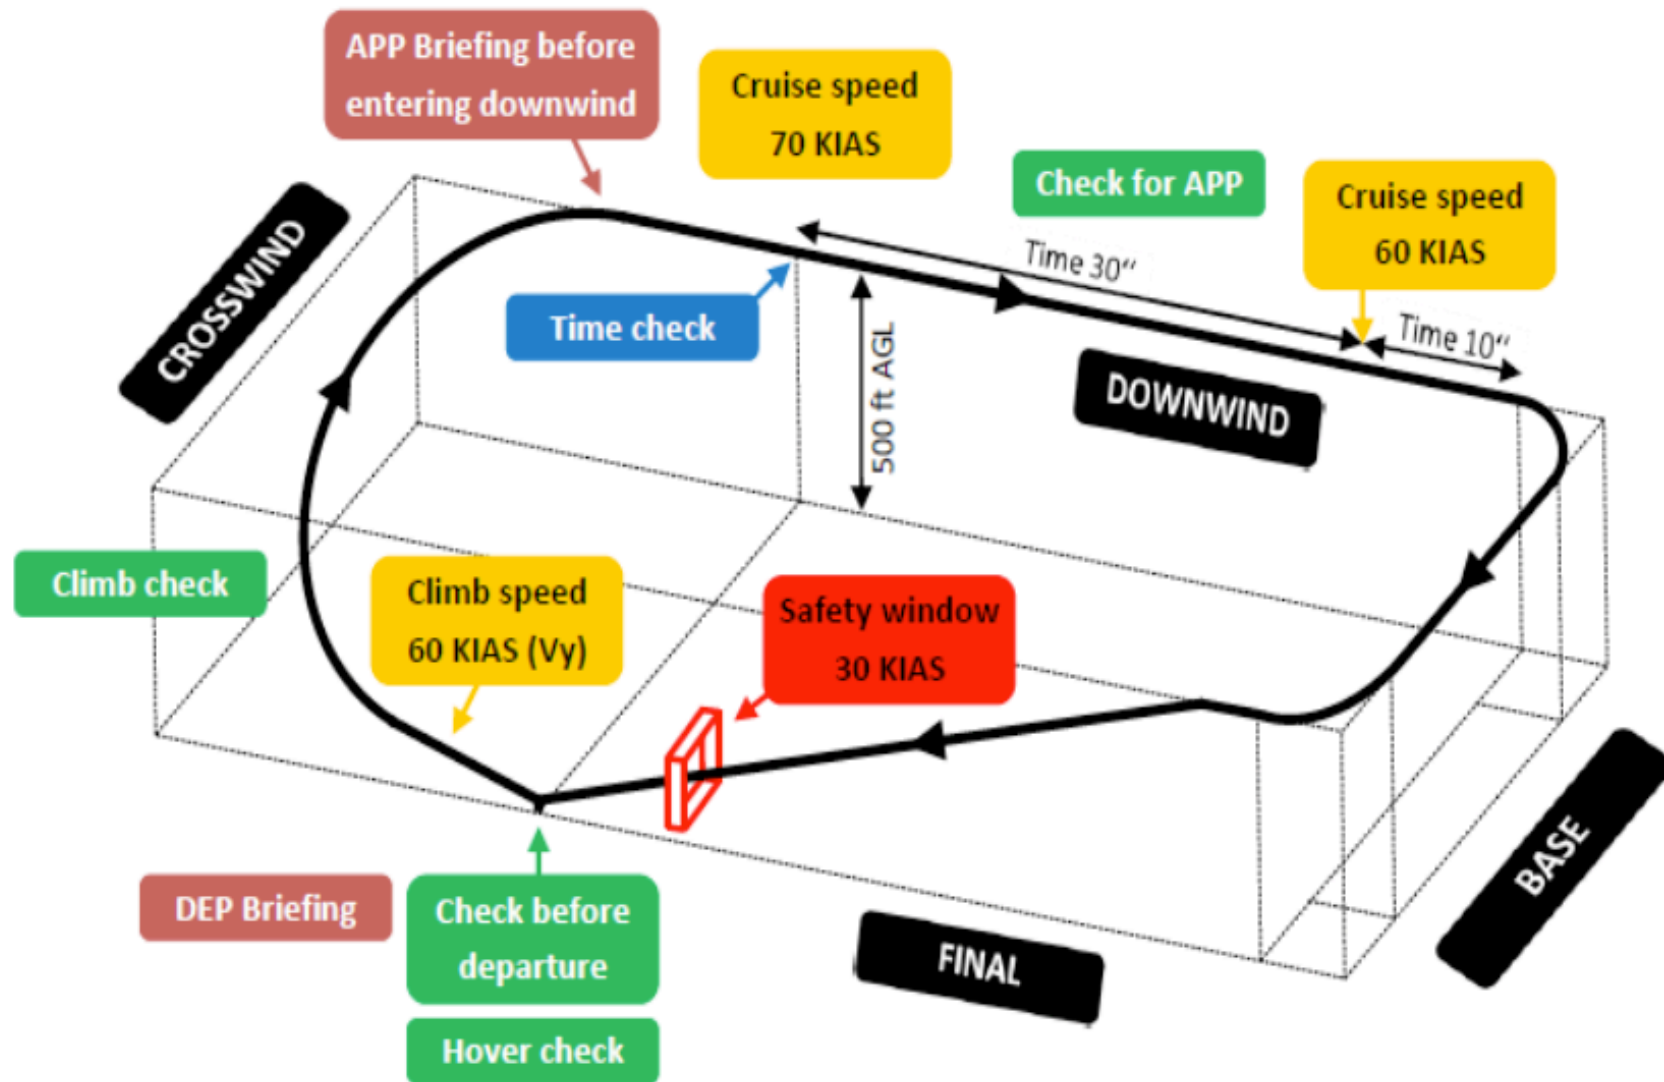 APP Briefing before
entering downwind
Cruise speed
70 KIAS
Check for APP
Cruise speed
60 KIAS
CROSSWIND
Time check
Time 30“
Time 10“
500 ft AGL
DOWNWIND
Climb check
Climb speed
60 KIAS (Vy)
Safety window
30 KIAS
DEP Briefing
Check before
departure
Hover check
FINAL
BASE